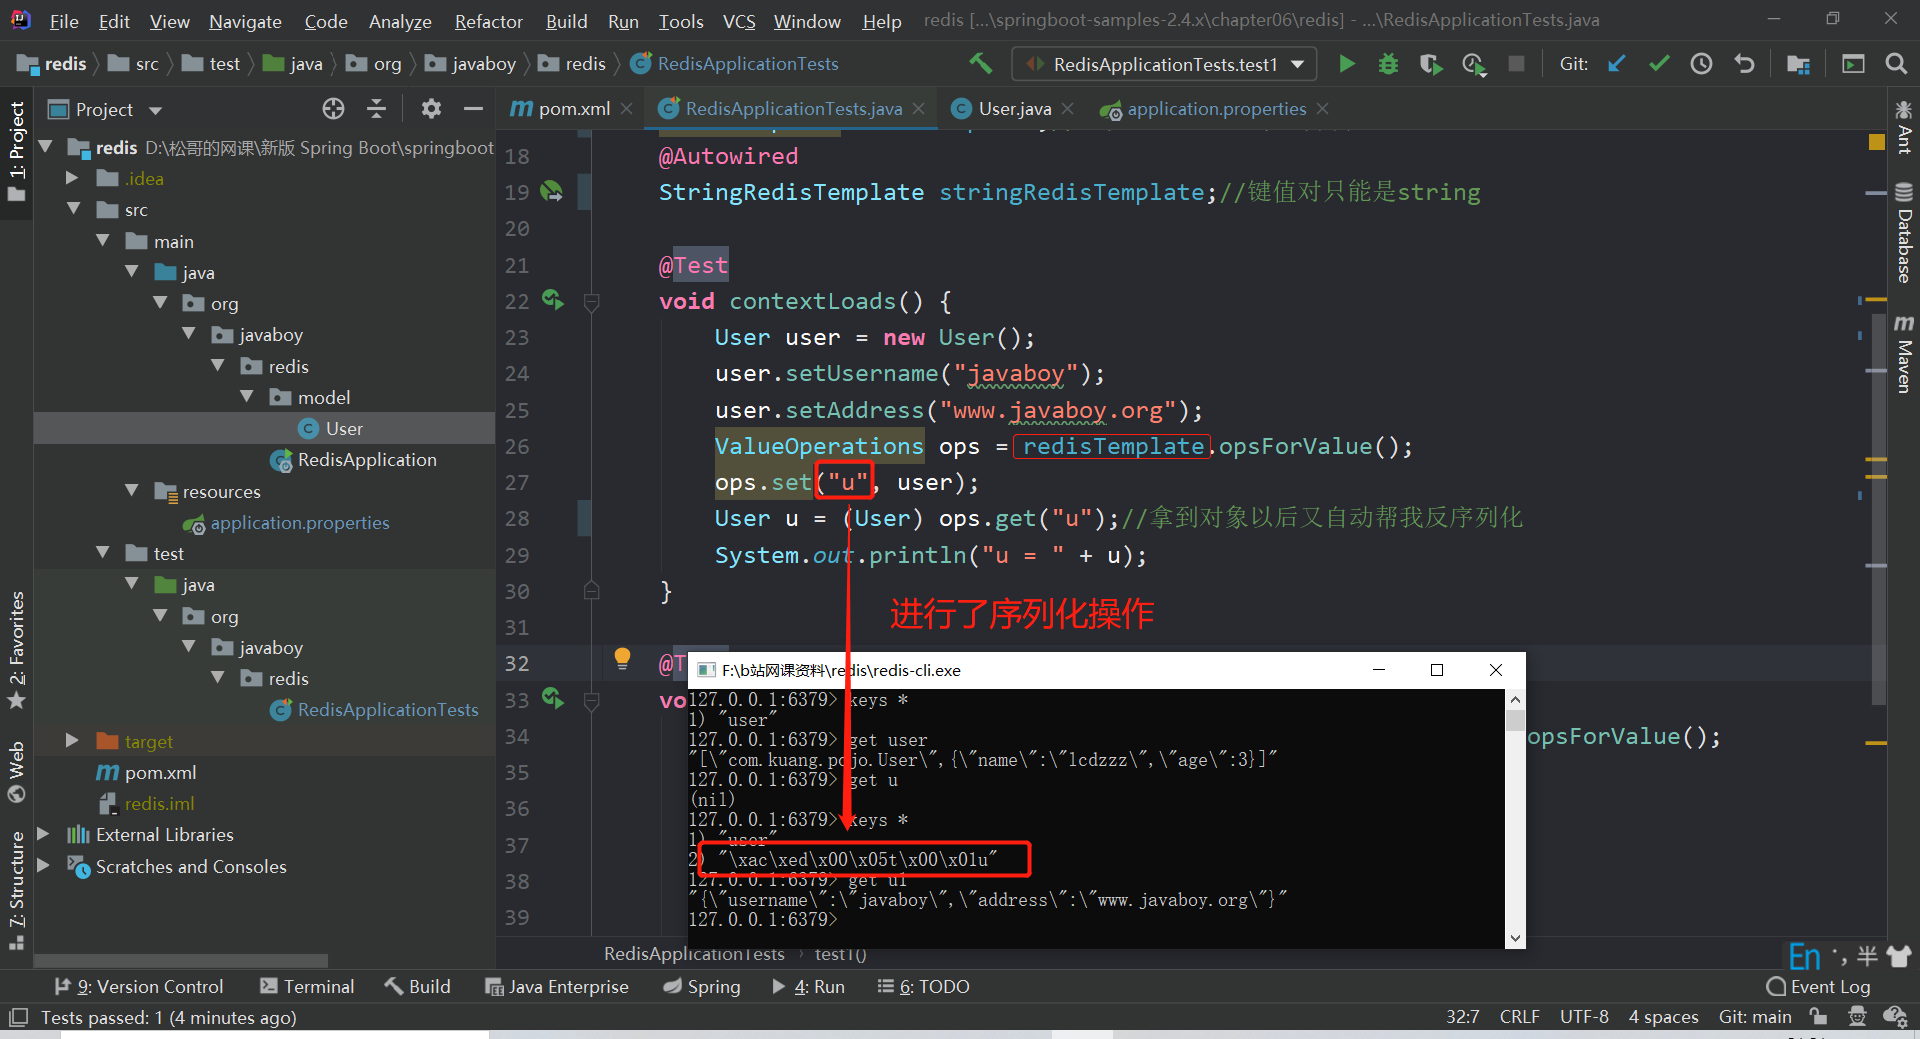 File Edit View Navigate Code Analyze Refactor Build Run Tools VCS Window Help redis [...\springboot-samples-2.4.x\chapter06\redis] - ...\RedisApplicationTests.java
redis src test java org javaboy redis RedisApplicationTests RedisApplicationTests.test1 Git:
Project
pom.xml RedisApplicationTests.java User.java application.properties
1: Project
2: Favorites
Web
7: Structure
redis D:\松哥的网课\新版 Spring Boot\springboot
.idea
src
main
java
org
javaboy
redis
model
User
RedisApplication
resources
application.properties
test
java
org
javaboy
redis
RedisApplicationTests
target
pom.xml
redis.iml
External Libraries
Scratches and Consoles
18 @Autowired
19 StringRedisTemplate stringRedisTemplate;//键值对只能是string
20
21 @Test
22 void contextLoads() {
23 User user = new User();
24 user.setUsername("javaboy");
25 user.setAddress("www.javaboy.org");
26 ValueOperations ops = redisTemplate.opsForValue();
27 ops.set("u", user);
28 User u = (User) ops.get("u");//拿到对象以后又自动帮我反序列化
29 System.out.println("u = " + u);
30 }
31
进行了序列化操作
32 @T
33 vo
34 opsForValue();
35
36
37
38
39
F:\b站网课资料\redis\redis-cli.exe
127.0.0.1:6379> keys *
1) "user"
127.0.0.1:6379> get user
"[\"com.kuang.pojo.User\",{\"name\":\"lcdzzz\",\"age\":3}]"
127.0.0.1:6379> get u
(nil)
127.0.0.1:6379> keys *
1) "user"
2) "\xac\xed\x00\x05t\x00\x01u"
127.0.0.1:6379> get u1
"{\"username\":\"javaboy\",\"address\":\"www.javaboy.org\"}"
127.0.0.1:6379>
RedisApplicationTests test1()
Ant
Database
Maven
En 半
9: Version Control Terminal Build Java Enterprise Spring 4: Run 6: TODO Event Log
Tests passed: 1 (4 minutes ago) 32:7 CRLF UTF-8 4 spaces Git: main